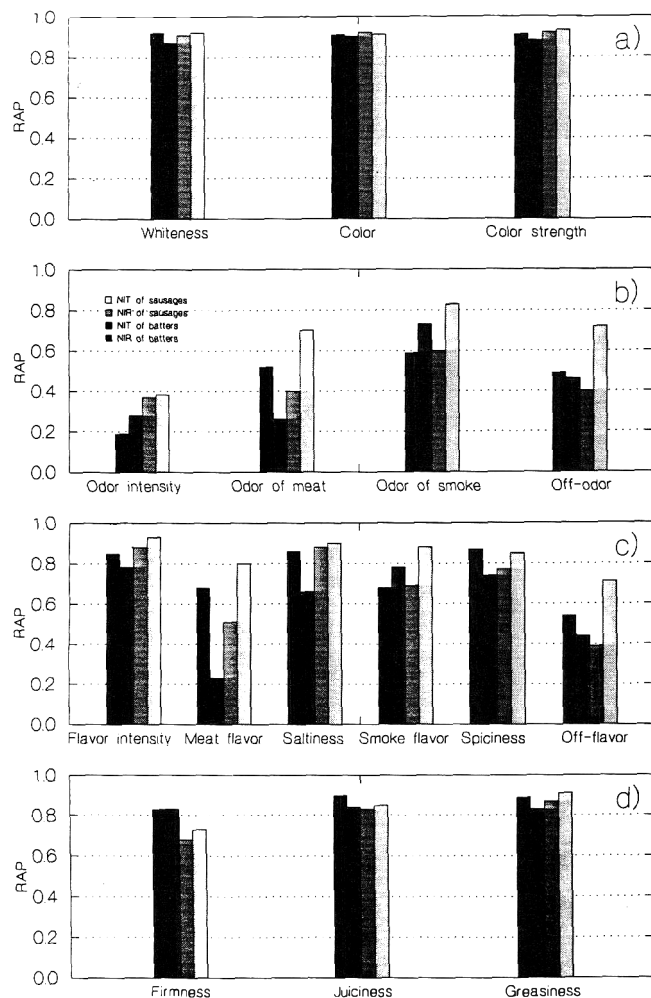 a)
1.0
0.8
0.6
0.4
0.2
0.0
RAP
Whiteness Color Color strength
b)
1.0
0.8
0.6
0.4
0.2
0.0
RAP
NIT of sausages
NIR of sausages
NIT of batters
NIR of batters
Odor intensity Odor of meat Odor of smoke Off-odor
c)
1.0
0.8
0.6
0.4
0.2
0.0
RAP
Flavor intensity Meat flavor Saltiness Smoke flavor Spiciness Off-flavor
d)
1.0
0.8
0.6
0.4
0.2
0.0
RAP
Firmness Juiciness Greasiness